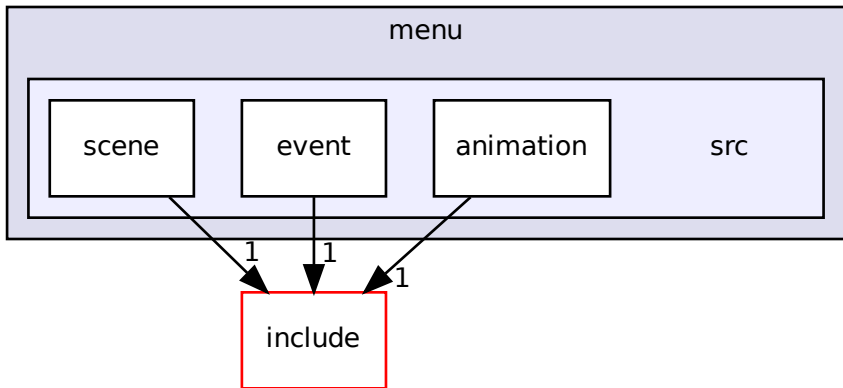 menu
scene
event
animation
src
1
1
1
include